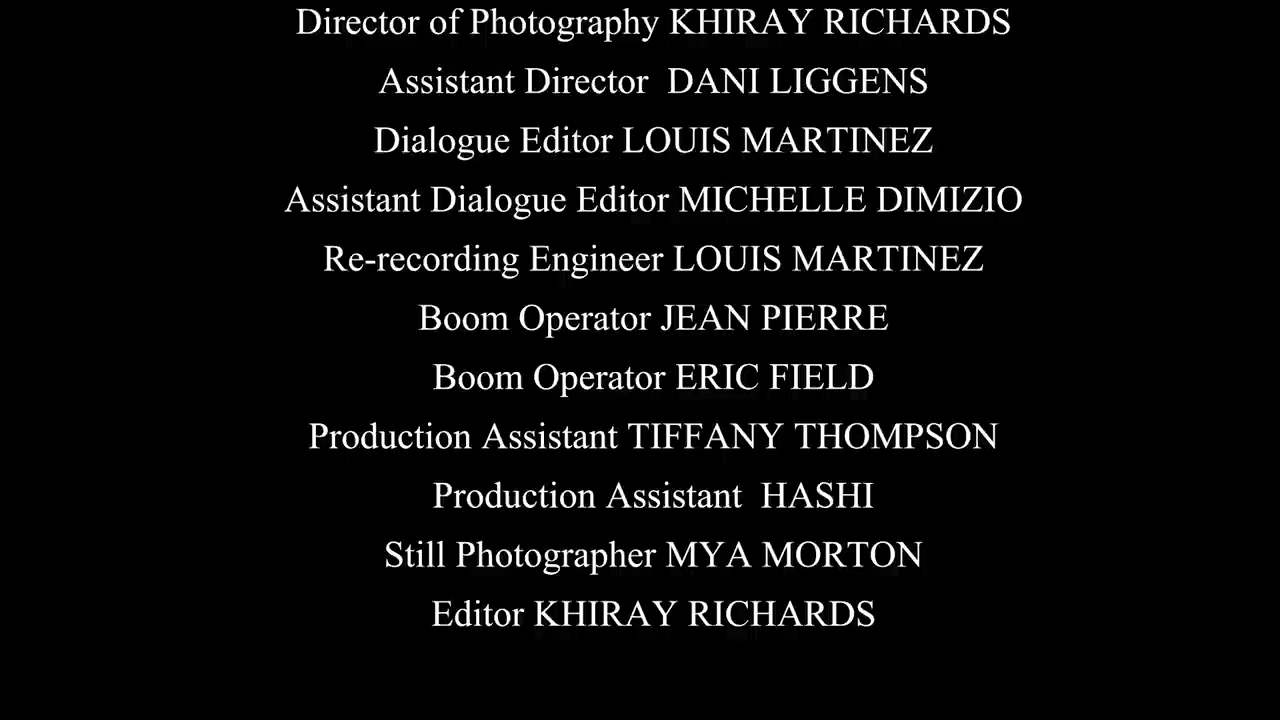 Director of Photography KHIRAY RICHARDS
Assistant Director  DANI LIGGENS
Dialogue Editor LOUIS MARTINEZ
Assistant Dialogue Editor MICHELLE DIMIZIO
Re-recording Engineer LOUIS MARTINEZ
Boom Operator JEAN PIERRE
Boom Operator ERIC FIELD
Production Assistant TIFFANY THOMPSON
Production Assistant  HASHI
Still Photographer MYA MORTON
Editor KHIRAY RICHARDS